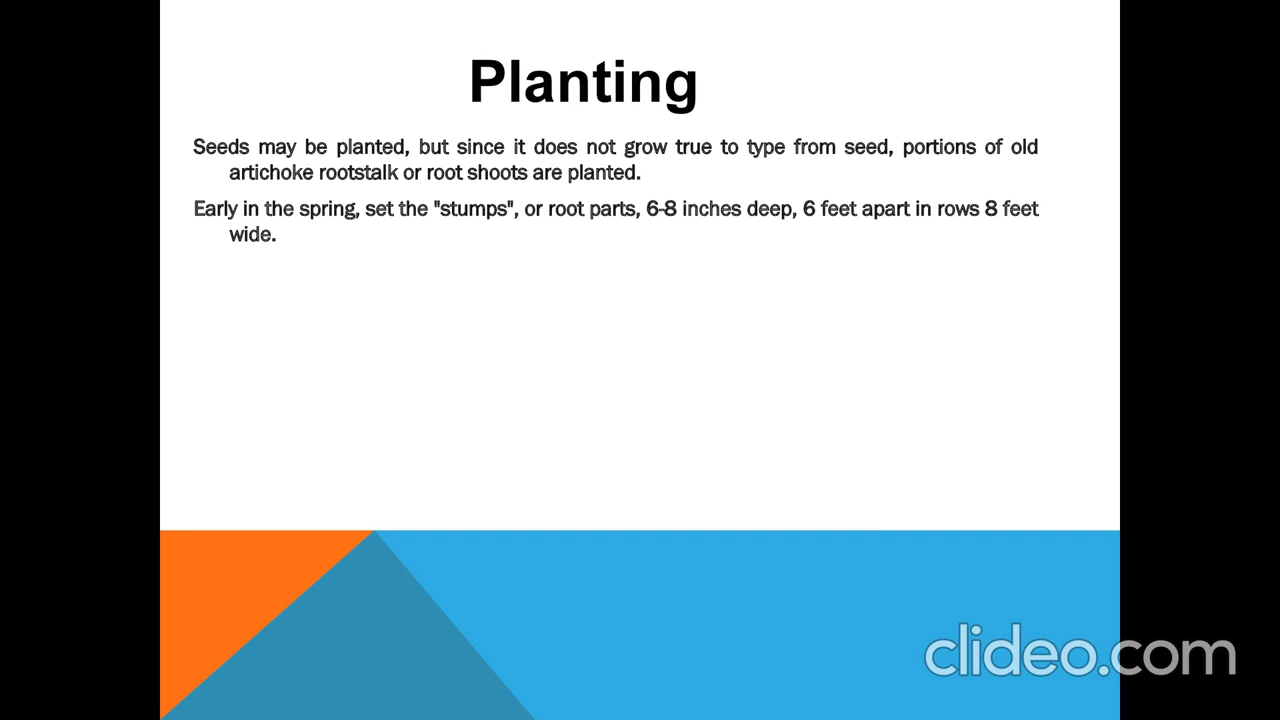 Planting
Seeds may be planted, but since it does not grow true to type from seed, portions of old
artichoke rootstalk or root shoots are planted.
Early in the spring, set the "stumps", or root parts, 6-8 inches deep, 6 feet apart in rows 8 feet
wide.
clideo.com